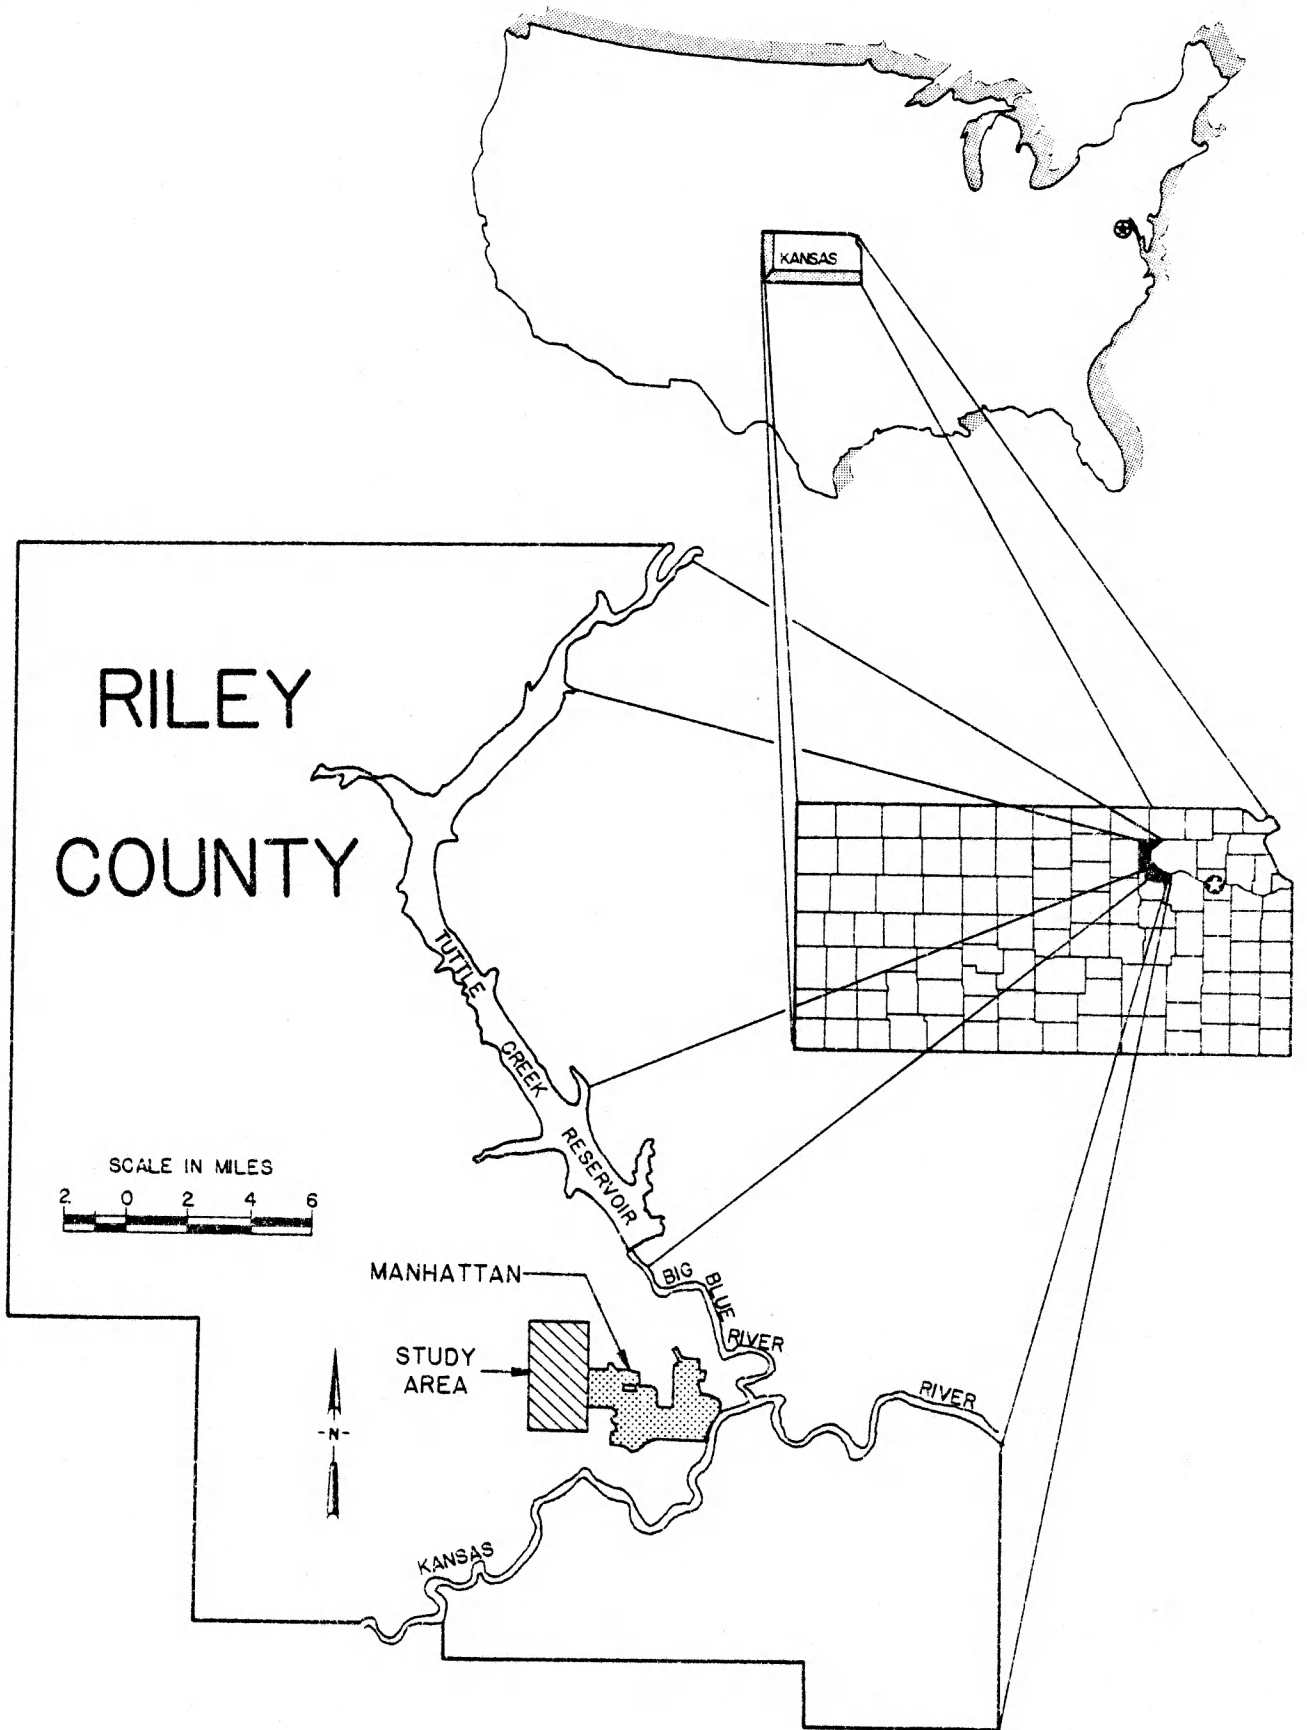 KANSAS
RILEY
COUNTY
TUTTLE
CREEK
RESERVOIR
SCALE IN MILES
2 0 2 4 6
MANHATTAN
BIG
BLUE
RIVER
STUDY
AREA
RIVER
-N-
KANSAS